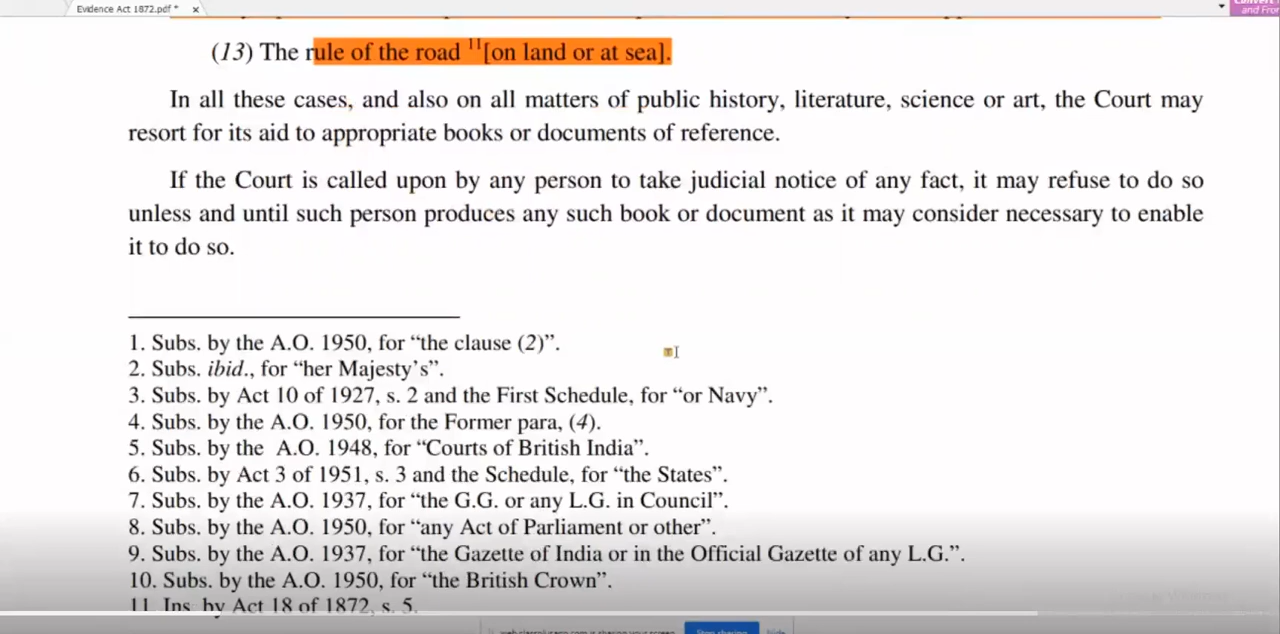 Evidence Act 1872.pdf * x
and Fror
(13) The rule of the road 11[on land or at sea].
In all these cases, and also on all matters of public history, literature, science or art, the Court may
resort for its aid to appropriate books or documents of reference.
If the Court is called upon by any person to take judicial notice of any fact, it may refuse to do so
unless and until such person produces any such book or document as it may consider necessary to enable
it to do so.
1. Subs. by the A.O. 1950, for “the clause (2)”.
2. Subs. ibid., for “her Majesty’s”.
3. Subs. by Act 10 of 1927, s. 2 and the First Schedule, for “or Navy”.
4. Subs. by the A.O. 1950, for the Former para, (4).
5. Subs. by the A.O. 1948, for “Courts of British India”.
6. Subs. by Act 3 of 1951, s. 3 and the Schedule, for “the States”.
7. Subs. by the A.O. 1937, for “the G.G. or any L.G. in Council”.
8. Subs. by the A.O. 1950, for “any Act of Parliament or other”.
9. Subs. by the A.O. 1937, for “the Gazette of India or in the Official Gazette of any L.G.”.
10. Subs. by the A.O. 1950, for “the British Crown”.
11. Ins. by Act 18 of 1872, s. 5.